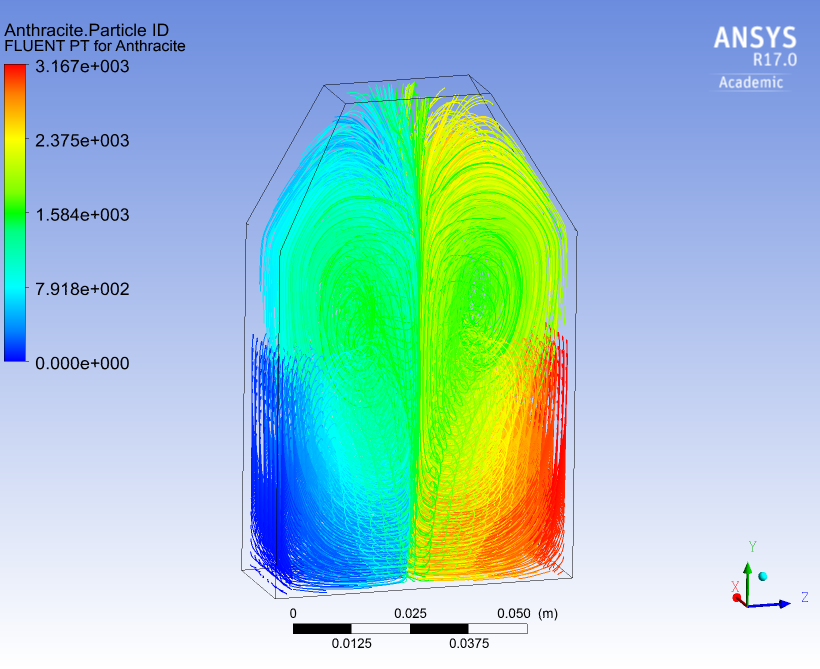 Anthracite.Particle ID
FLUENT PT for Anthracite
3.167e+003
2.375e+003
1.584e+003
7.918e+002
0.000e+000
ANSYS
R17.0
Academic
Y
X
Z
0 0.025 0.050 (m)
0.0125 0.0375